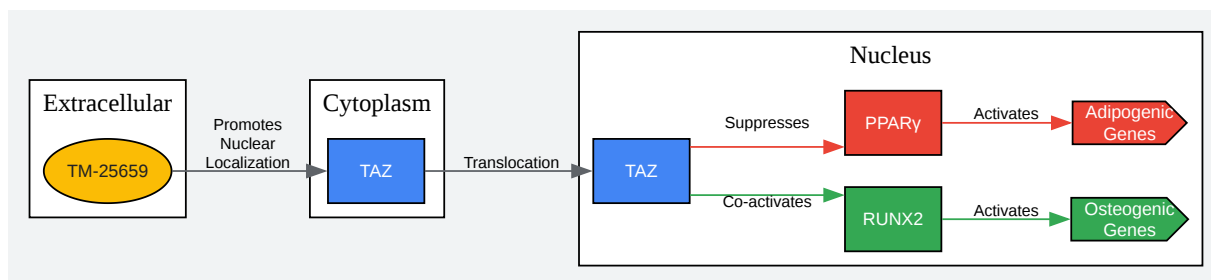 Extracellular
TM-25659
Promotes
Nuclear
Localization
Cytoplasm
TAZ
Translocation
Nucleus
TAZ
Suppresses
PPARγ
Activates
Adipogenic
Genes
Co-activates
RUNX2
Activates
Osteogenic
Genes